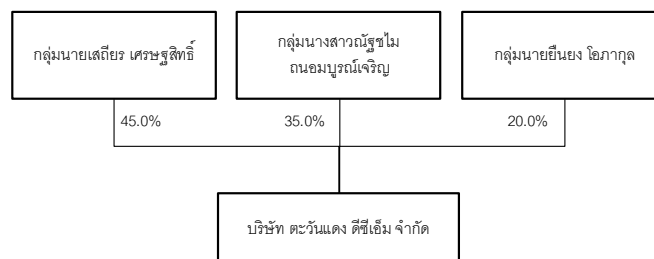 กลุ่มนายเสถียร เศรษฐสิทธิ์
กลุ่มนางสาวณัฐชไม
ถนอมบูรณ์เจริญ
กลุ่มนายยืนยง โอภากุล
45.0%
35.0%
20.0%
บริษัท ตะวันแดง ดีซีเอ็ม จำกัด